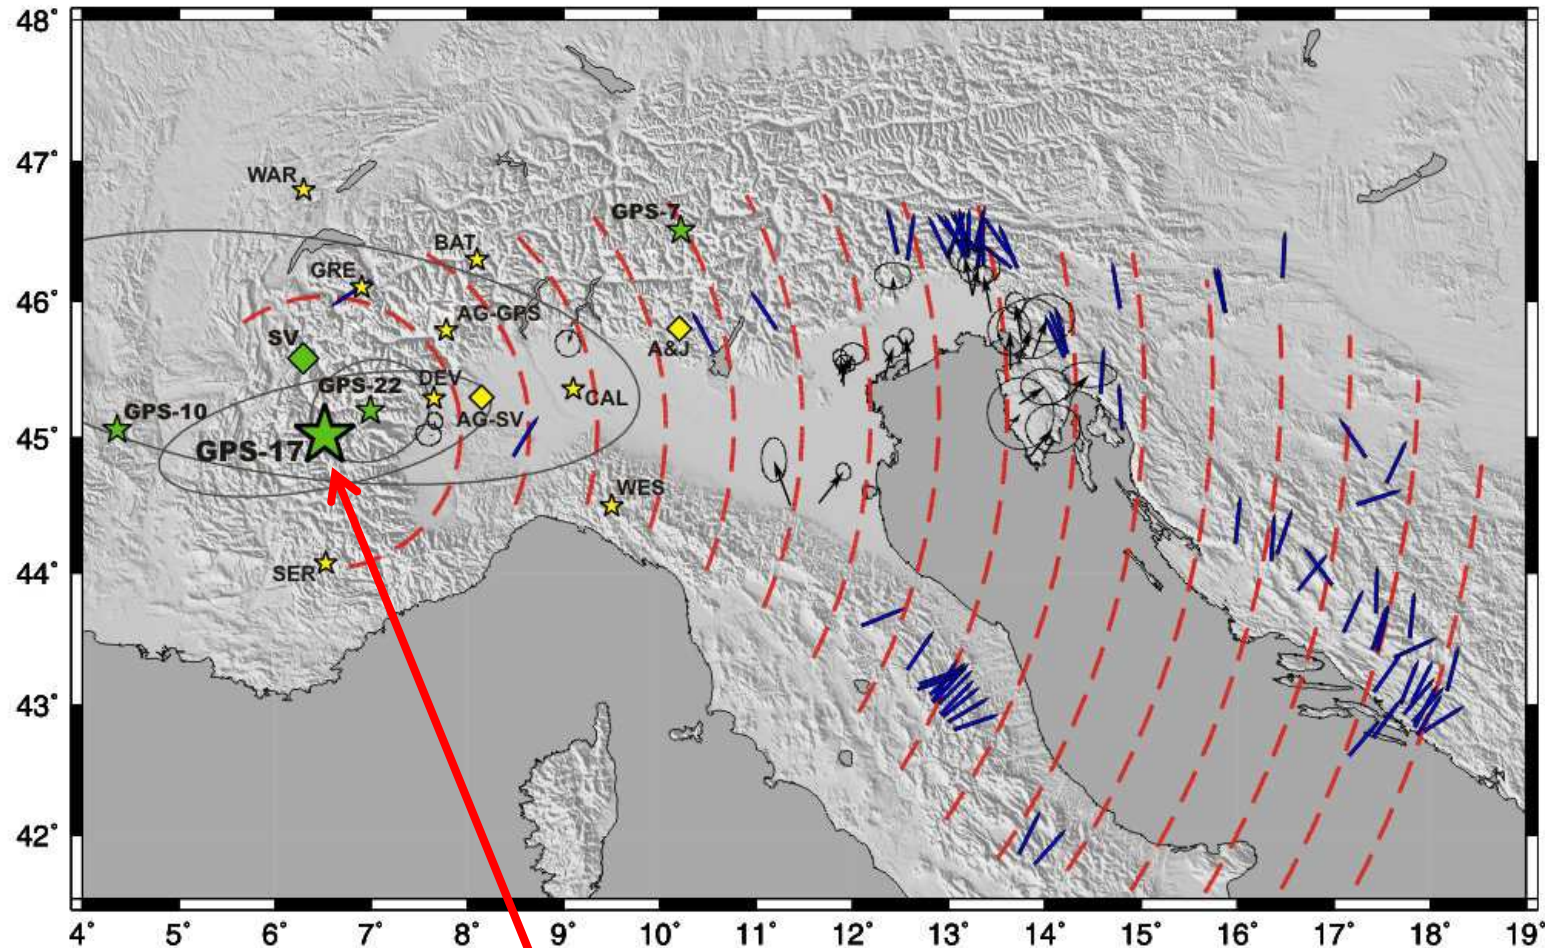 48°
47°
46°
45°
44°
43°
42°
WAR
GPS-7
BAT
GRE
AG-GPS
SV
A&J
GPS-22
DEV
CAL
GPS-10
AG-SV
GPS-17
WES
SER
4° 5° 6° 7° 8° 9° 10° 11° 12° 13° 14° 15° 16° 17° 18° 19°